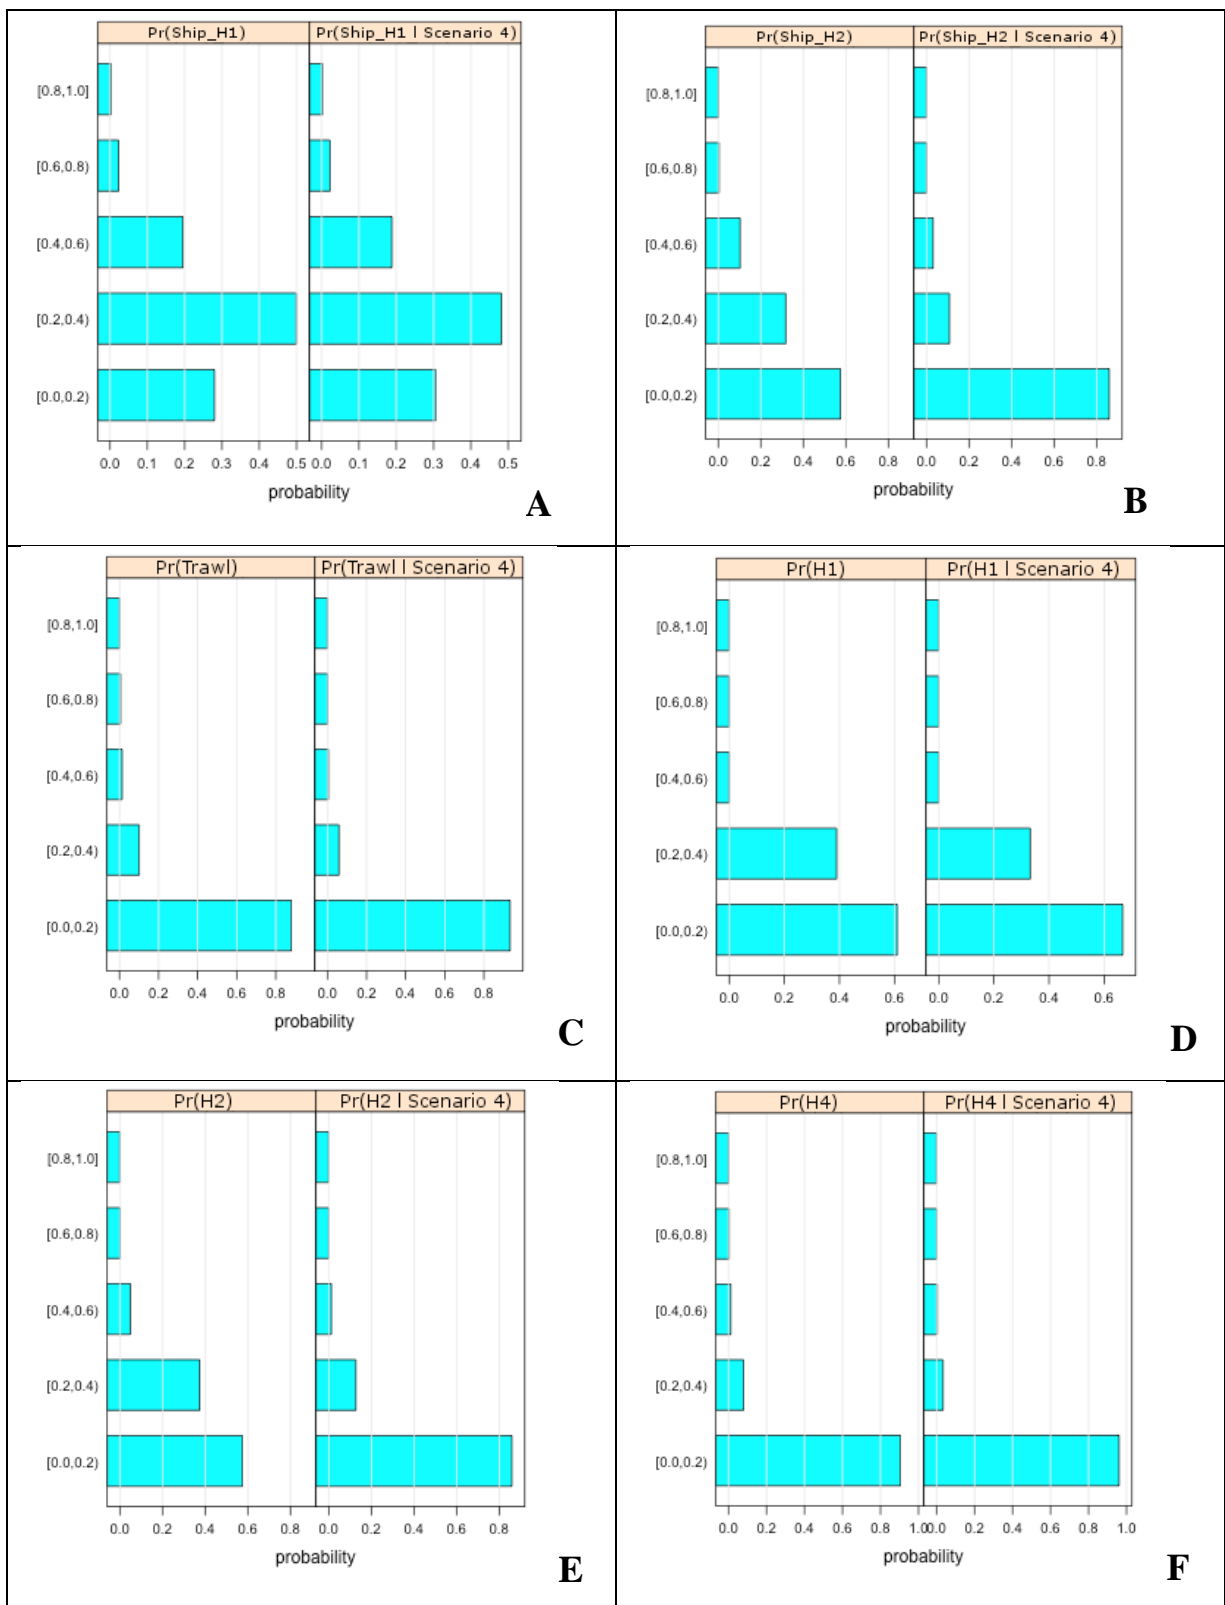 Pr(Ship_H1) Pr(Ship_H1 | Scenario 4)
[0.8,1.0]
[0.6,0.8)
[0.4,0.6)
[0.2,0.4)
[0.0,0.2)
0.0 0.1 0.2 0.3 0.4 0.5 0.0 0.1 0.2 0.3 0.4 0.5
probability
A
Pr(Ship_H2) Pr(Ship_H2 | Scenario 4)
[0.8,1.0]
[0.6,0.8)
[0.4,0.6)
[0.2,0.4)
[0.0,0.2)
0.0 0.2 0.4 0.6 0.8 0.0 0.2 0.4 0.6 0.8
probability
B
Pr(Trawl) Pr(Trawl | Scenario 4)
[0.8,1.0]
[0.6,0.8)
[0.4,0.6)
[0.2,0.4)
[0.0,0.2)
0.0 0.2 0.4 0.6 0.8 0.0 0.2 0.4 0.6 0.8
probability
C
Pr(H1) Pr(H1 | Scenario 4)
[0.8,1.0]
[0.6,0.8)
[0.4,0.6)
[0.2,0.4)
[0.0,0.2)
0.0 0.2 0.4 0.6 0.0 0.2 0.4 0.6
probability
D
Pr(H2) Pr(H2 | Scenario 4)
[0.8,1.0]
[0.6,0.8)
[0.4,0.6)
[0.2,0.4)
[0.0,0.2)
0.0 0.2 0.4 0.6 0.8 0.0 0.2 0.4 0.6 0.8
probability
E
Pr(H4) Pr(H4 | Scenario 4)
[0.8,1.0]
[0.6,0.8)
[0.4,0.6)
[0.2,0.4)
[0.0,0.2)
0.0 0.2 0.4 0.6 0.8 1.0 0.0 0.2 0.4 0.6 0.8 1.0
probability
F